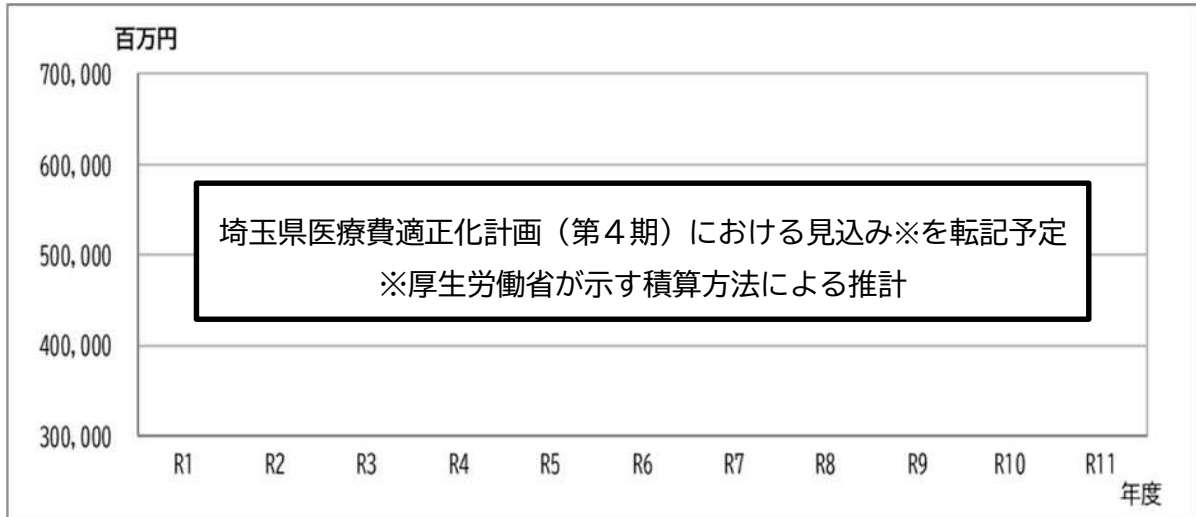 百万円
700,000
600,000
500,000
400,000
300,000
埼玉県医療費適正化計画（第４期）における見込み※を転記予定
※厚生労働省が示す積算方法による推計
R1 R2 R3 R4 R5 R6 R7 R8 R9 R10 R11
年度